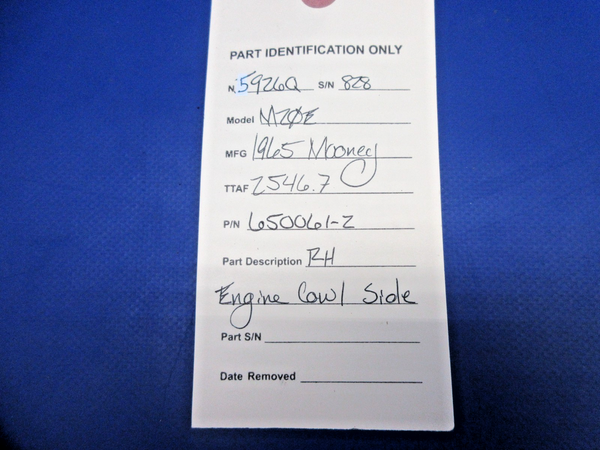 PART IDENTIFICATION ONLY
N. 5926Q S/N 828
Model M20E
MFG 1965 Mooney
TTAF 2546.7
P/N 650061-2
Part Description RH
Engine Cowl Side
Part S/N
Date Removed